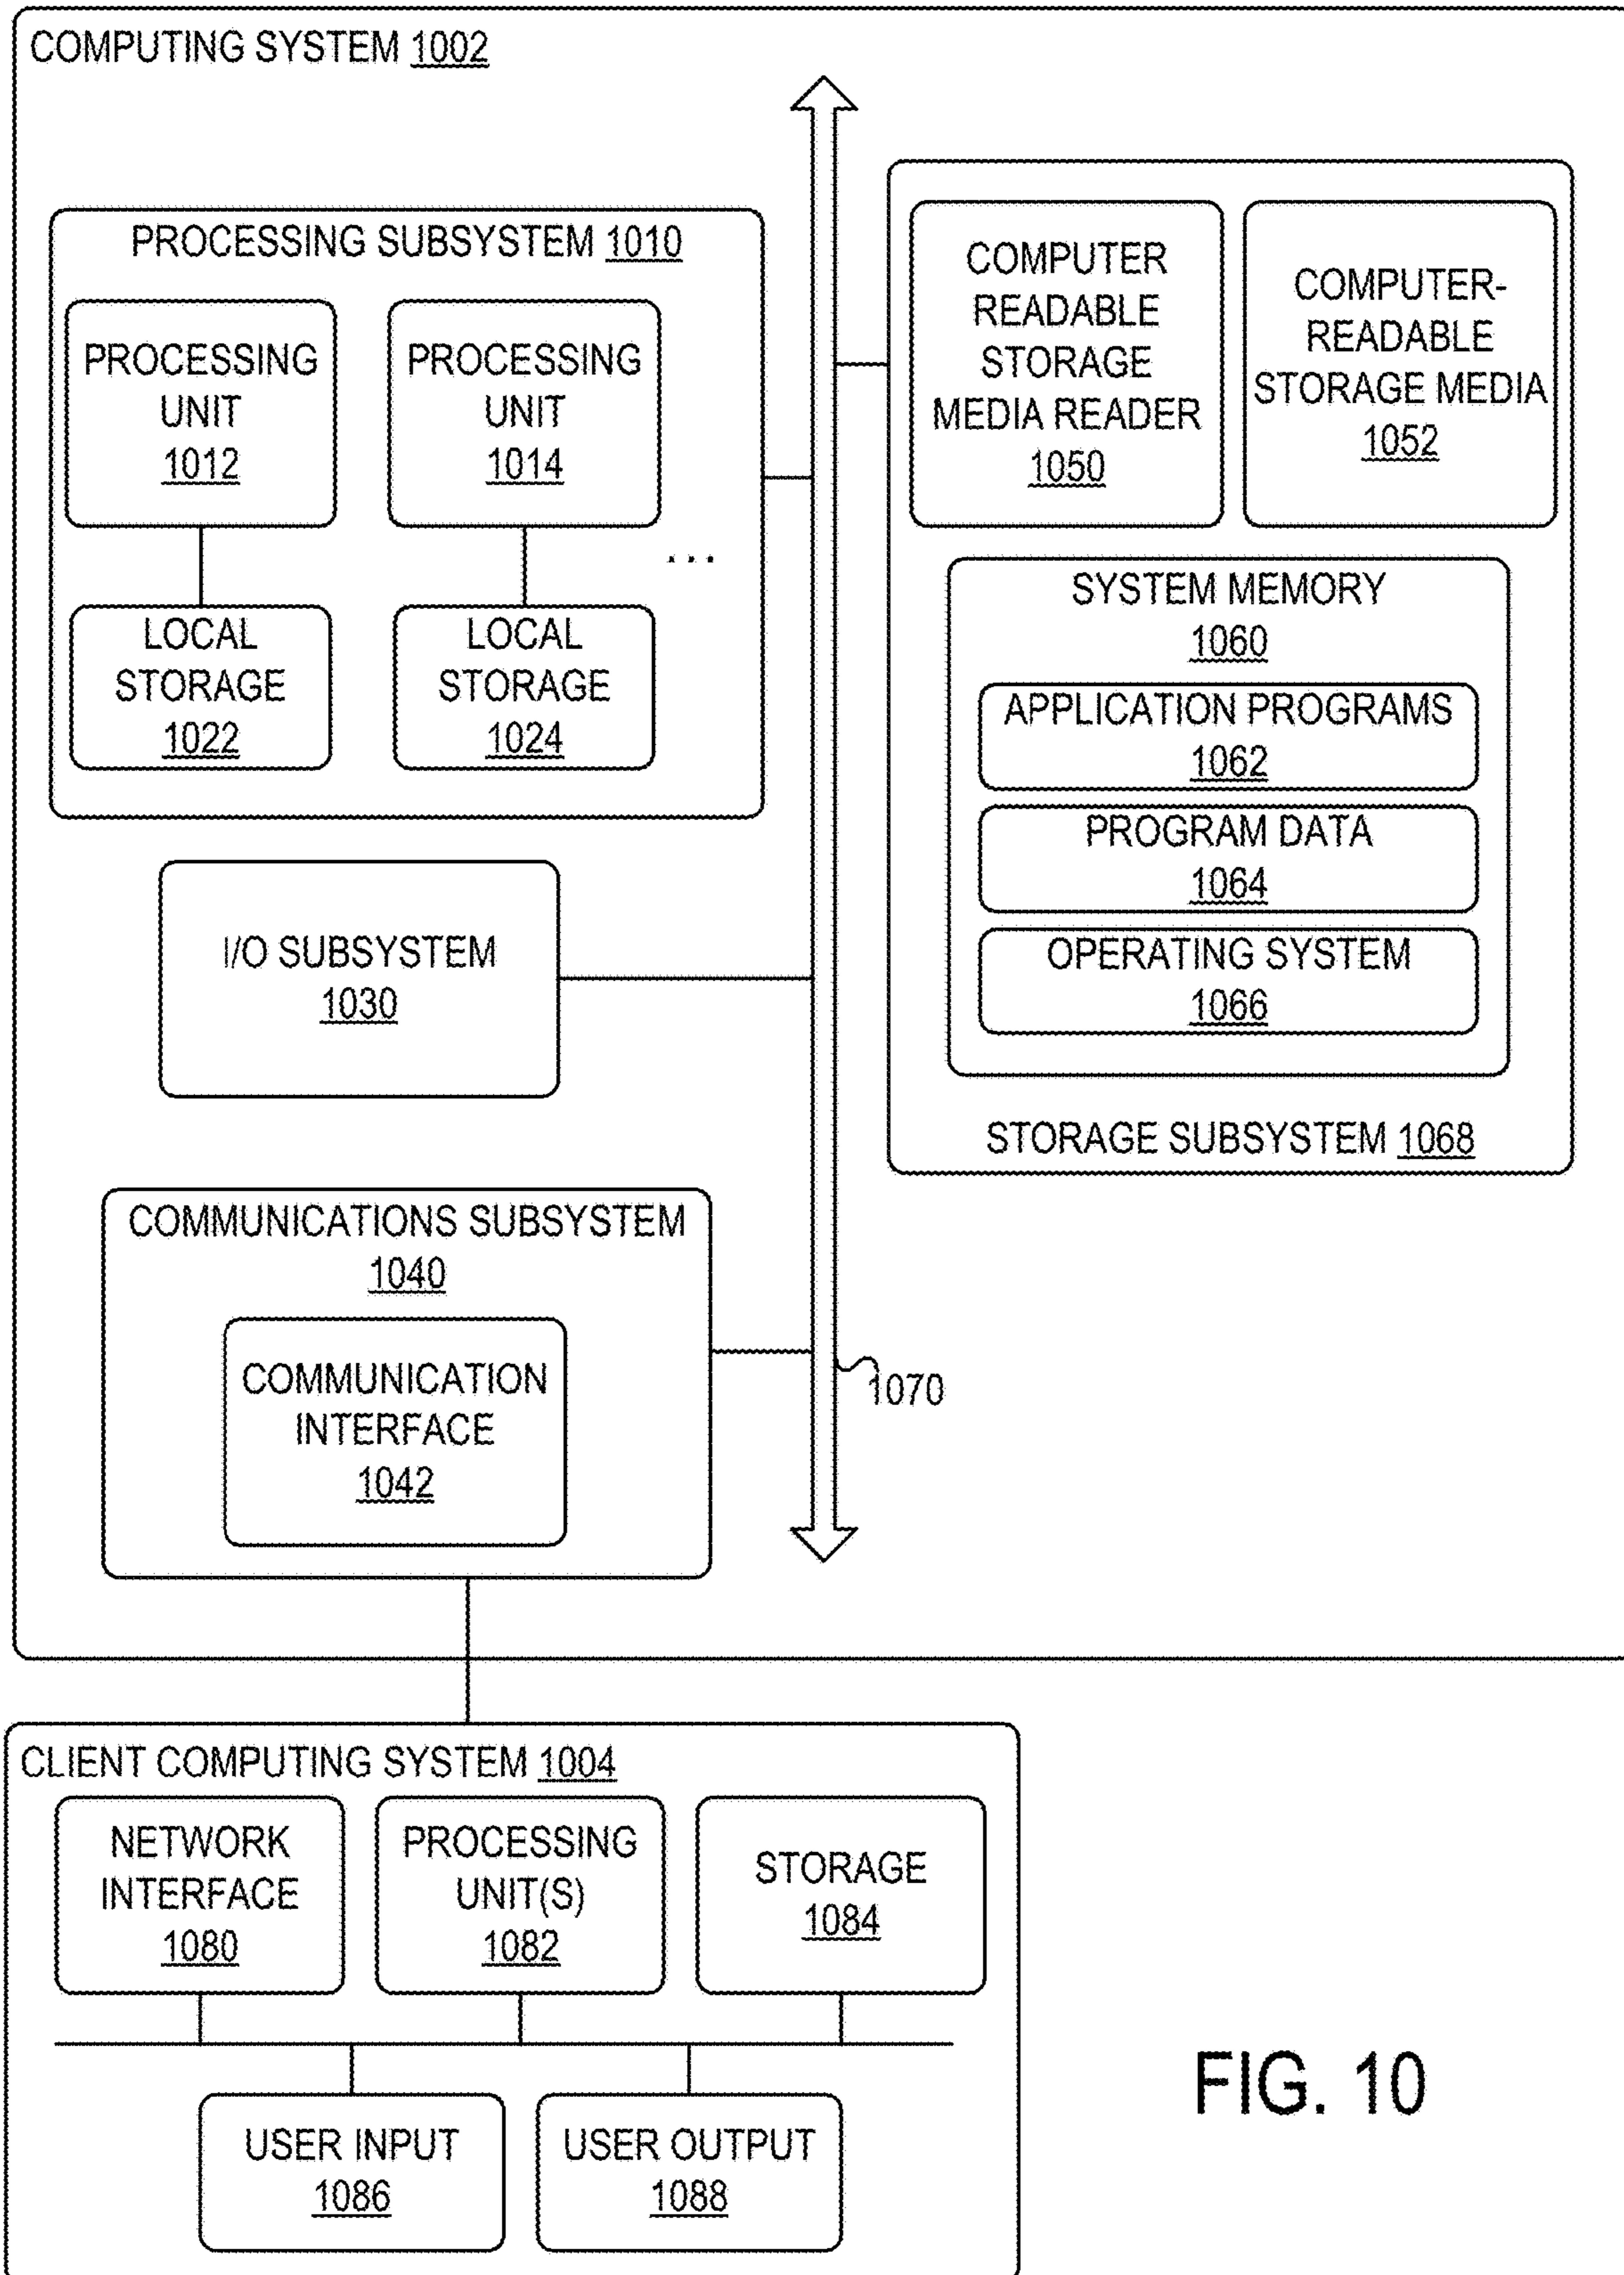 COMPUTING SYSTEM 1002
PROCESSING SUBSYSTEM 1010
PROCESSING
UNIT
1012
PROCESSING
UNIT
1014
...
LOCAL
STORAGE
1022
LOCAL
STORAGE
1024
I/O SUBSYSTEM
1030
COMMUNICATIONS SUBSYSTEM
1040
COMMUNICATION
INTERFACE
1042
COMPUTER
READABLE
STORAGE
MEDIA READER
1050
COMPUTER-
READABLE
STORAGE MEDIA
1052
SYSTEM MEMORY
1060
APPLICATION PROGRAMS
1062
PROGRAM DATA
1064
OPERATING SYSTEM
1066
STORAGE SUBSYSTEM 1068
1070
CLIENT COMPUTING SYSTEM 1004
NETWORK
INTERFACE
1080
PROCESSING
UNIT(S)
1082
STORAGE
1084
USER INPUT
1086
USER OUTPUT
1088
FIG. 10